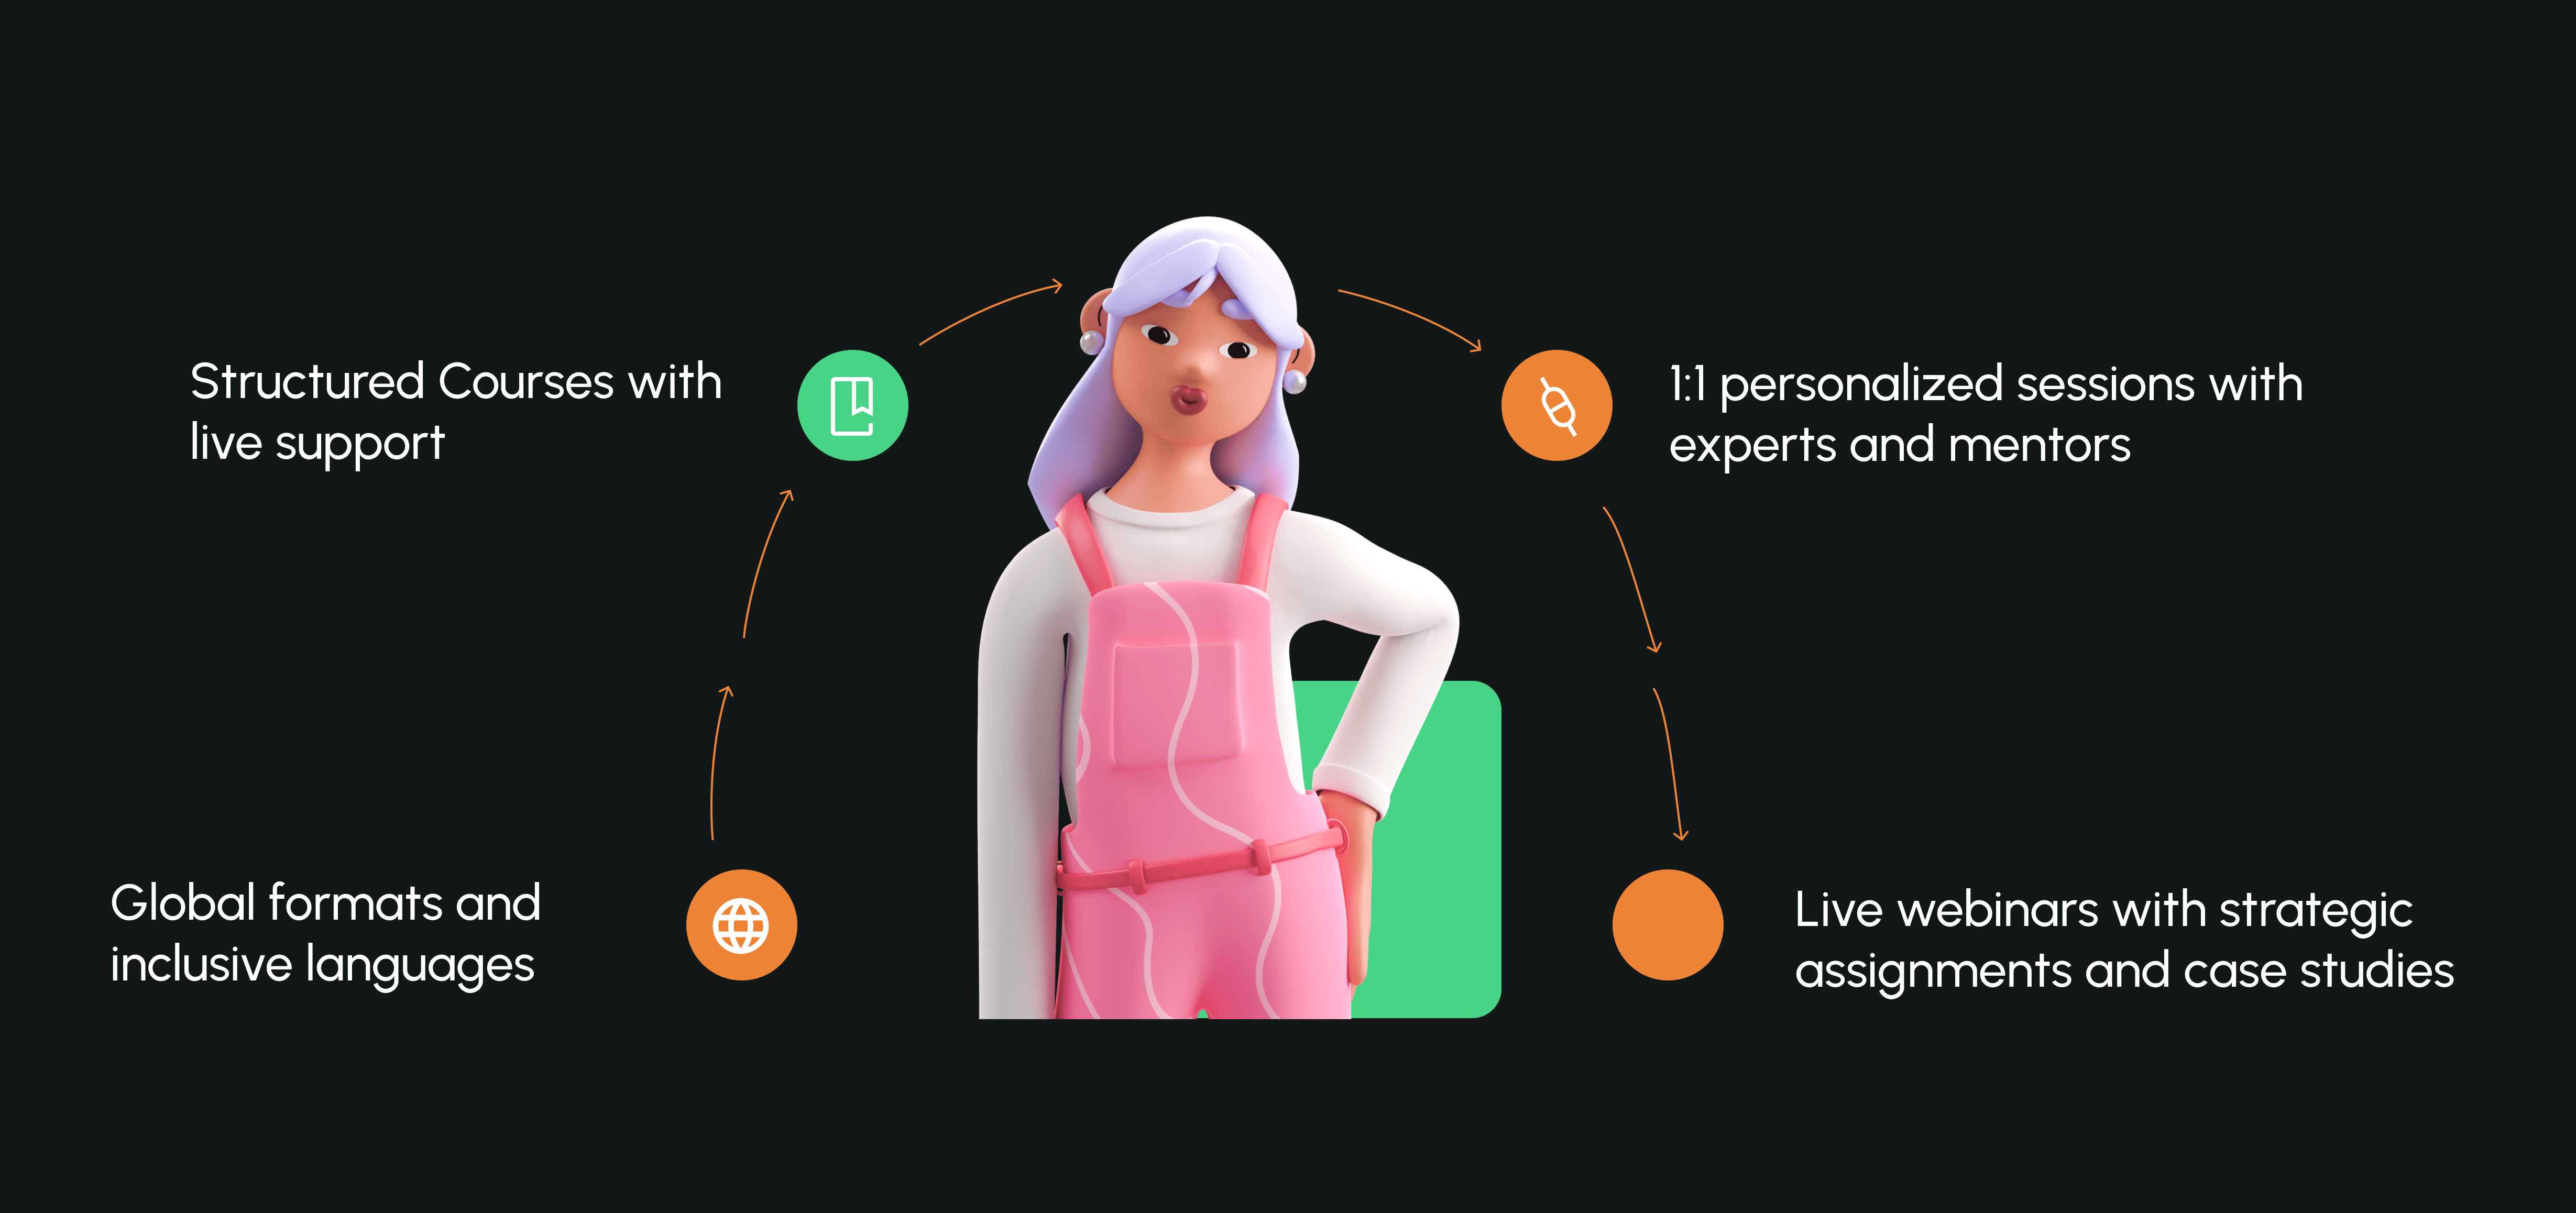 Structured Courses with
live support
1:1 personalized sessions with
experts and mentors
Global formats and
inclusive languages
Live webinars with strategic
assignments and case studies